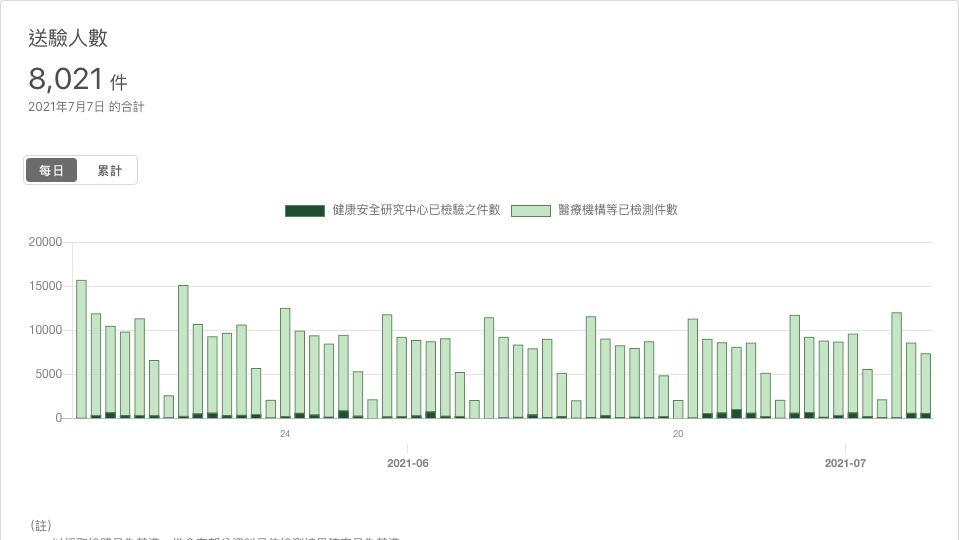 送驗人數
8,021 件
2021年7月7日 的合計
每日 累計
健康安全研究中心已檢驗之件數 醫療機構等已檢測件數
20000
15000
10000
5000
0
24 20
2021-06 2021-07
(註)